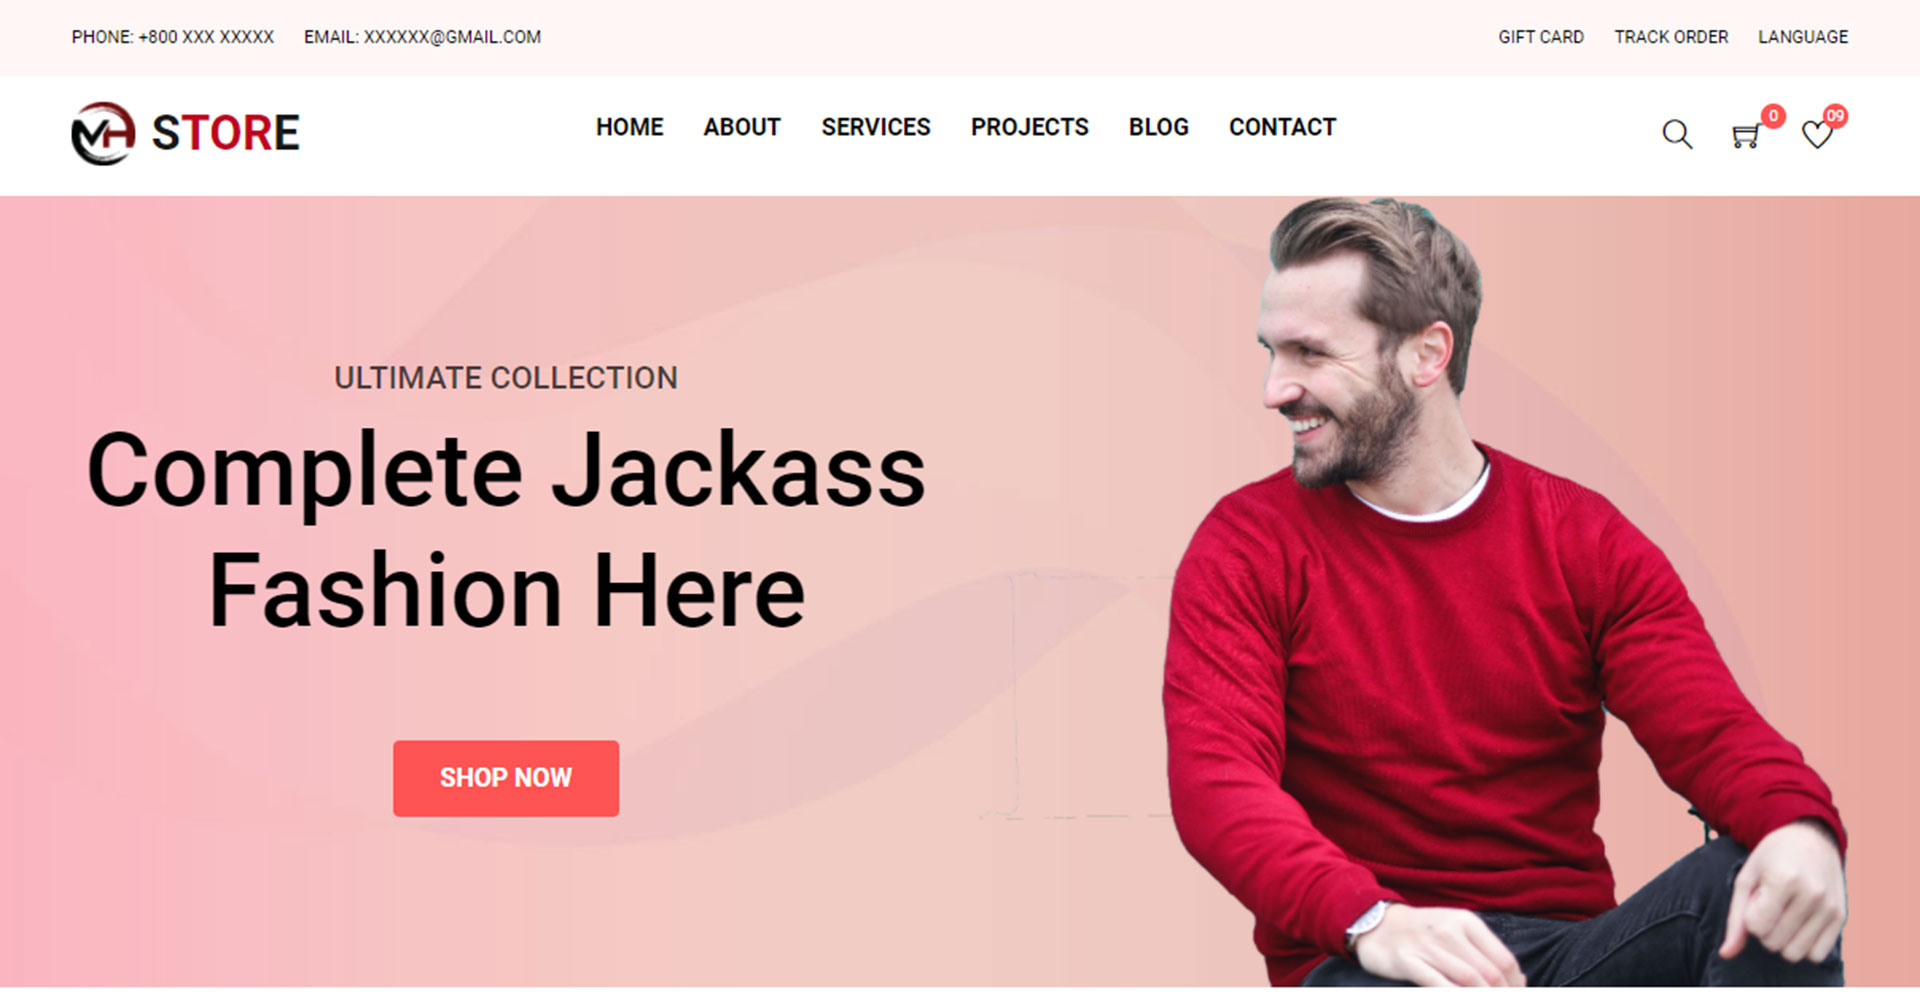 PHONE: +800 XXX XXXXX EMAIL: XXXXXX@GMAIL.COM GIFT CARD TRACK ORDER LANGUAGE
MH STORE HOME ABOUT SERVICES PROJECTS BLOG CONTACT 0 09
ULTIMATE COLLECTION
Complete Jackass
Fashion Here
SHOP NOW